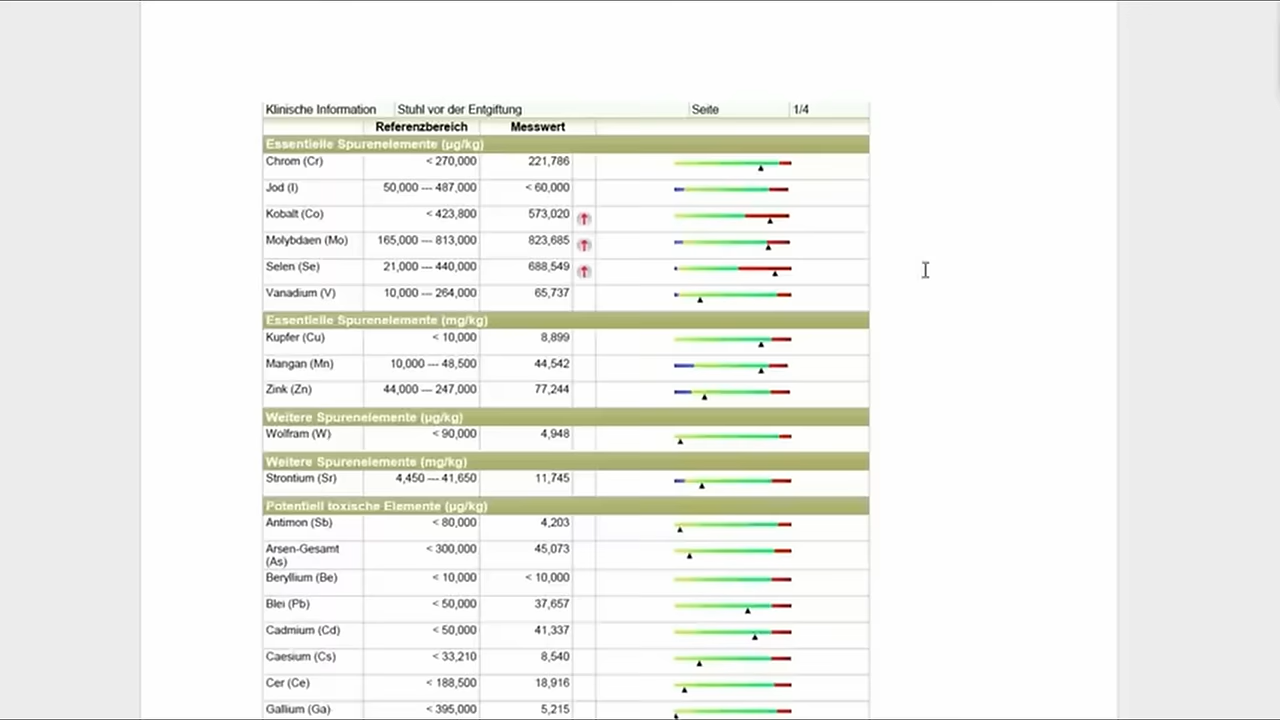 Klinische Information Stuhl vor der Entgiftung Seite 1/4
Referenzbereich Messwert
Essentielle Spurenelemente (µg/kg)
Chrom (Cr) < 270,000 221,786
Jod (I) 50,000 --- 487,000 < 60,000
Kobalt (Co) < 423,800 573,020 ↑
Molybdaen (Mo) 165,000 --- 813,000 823,685 ↑
Selen (Se) 21,000 --- 440,000 688,549 ↑
Vanadium (V) 10,000 --- 264,000 65,737
Essentielle Spurenelemente (mg/kg)
Kupfer (Cu) < 10,000 8,899
Mangan (Mn) 10,000 --- 48,500 44,542
Zink (Zn) 44,000 --- 247,000 77,244
Weitere Spurenelemente (µg/kg)
Wolfram (W) < 90,000 4,948
Weitere Spurenelemente (mg/kg)
Strontium (Sr) 4,450 --- 41,650 11,745
Potentiell toxische Elemente (µg/kg)
Antimon (Sb) < 80,000 4,203
Arsen-Gesamt < 300,000 45,073
(As)
Beryllium (Be) < 10,000 < 10,000
Blei (Pb) < 50,000 37,657
Cadmium (Cd) < 50,000 41,337
Caesium (Cs) < 33,210 8,540
Cer (Ce) < 188,500 18,916
Gallium (Ga) < 395,000 5,215